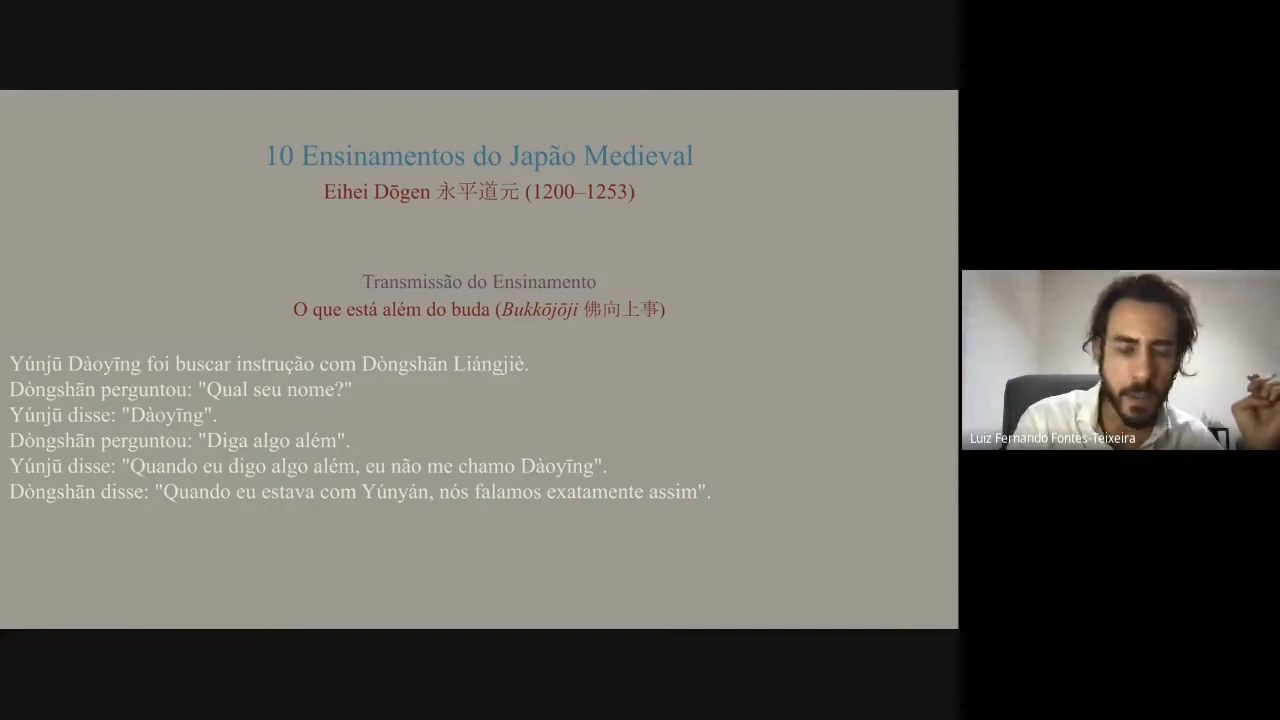 10 Ensinamentos do Japão Medieval
Eihei Dōgen 永平道元 (1200–1253)
Transmissão do Ensinamento
O que está além do buda (Bukkōjōji 佛向上事)
Yúnjū Dàoyīng foi buscar instrução com Dòngshān Liángjiè.
Dòngshān perguntou: "Qual seu nome?"
Yúnjū disse: "Dàoyīng".
Dòngshān perguntou: "Diga algo além".
Yúnjū disse: "Quando eu digo algo além, eu não me chamo Dàoyīng".
Dòngshān disse: "Quando eu estava com Yúnyán, nós falamos exatamente assim".
Luiz Fernando Fontes-Teixeira